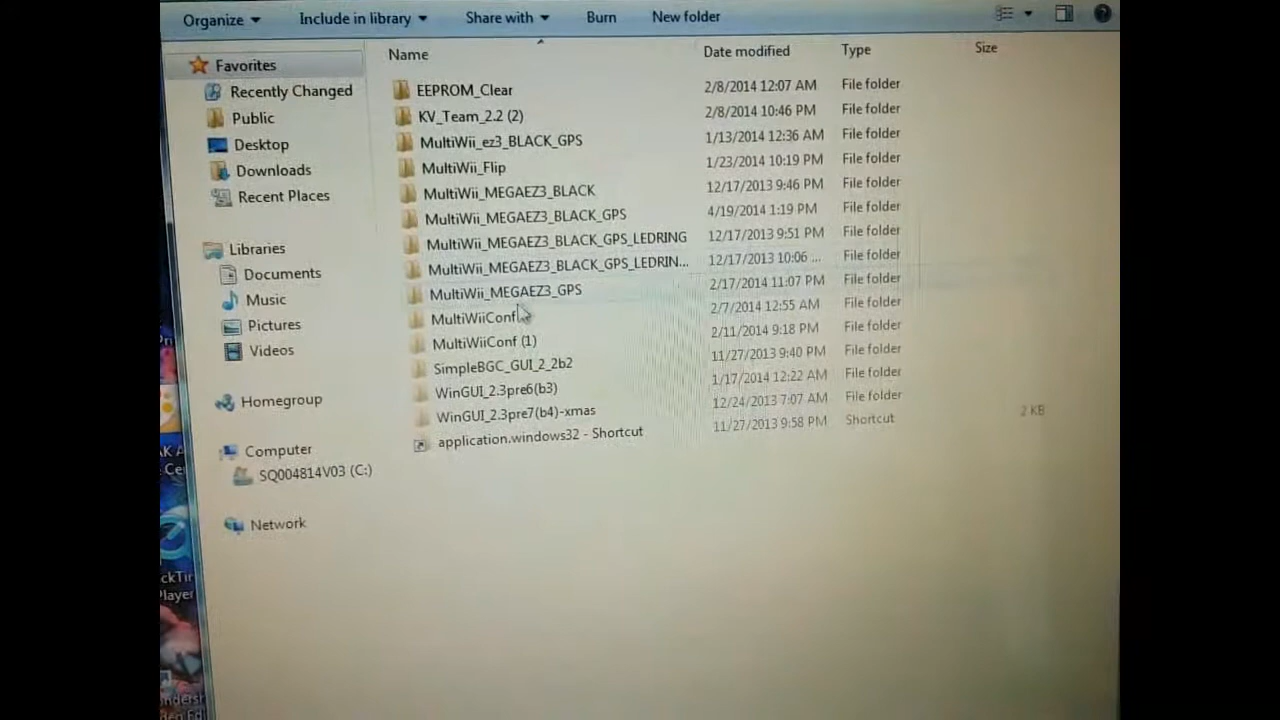 Organize Include in library Share with Burn New folder
Name Date modified Type Size
Favorites
Recently Changed
Public
Desktop
Downloads
Recent Places
Libraries
Documents
Music
Pictures
Videos
Homegroup
Computer
SQ004814V03 (C:)
Network
EEPROM_Clear 2/8/2014 12:07 AM File folder
KV_Team_2.2 (2) 2/8/2014 10:46 PM File folder
MultiWii_ez3_BLACK_GPS 1/13/2014 12:36 AM File folder
MultiWii_Flip 1/23/2014 10:19 PM File folder
MultiWii_MEGAEZ3_BLACK 12/17/2013 9:46 PM File folder
MultiWii_MEGAEZ3_BLACK_GPS 4/19/2014 1:19 PM File folder
MultiWii_MEGAEZ3_BLACK_GPS_LEDRING 12/17/2013 9:51 PM File folder
MultiWii_MEGAEZ3_BLACK_GPS_LEDRIN... 12/17/2013 10:06 ... File folder
MultiWii_MEGAEZ3_GPS 2/17/2014 11:07 PM File folder
MultiWiiConf 2/7/2014 12:55 AM File folder
MultiWiiConf (1) 2/11/2014 9:18 PM File folder
SimpleBGC_GUI_2_2b2 11/27/2013 9:40 PM File folder
WinGUI_2.3pre6(b3) 1/17/2014 12:22 AM File folder
WinGUI_2.3pre7(b4)-xmas 12/24/2013 7:07 AM File folder
application.windows32 - Shortcut 11/27/2013 9:58 PM Shortcut 2 KB
Player